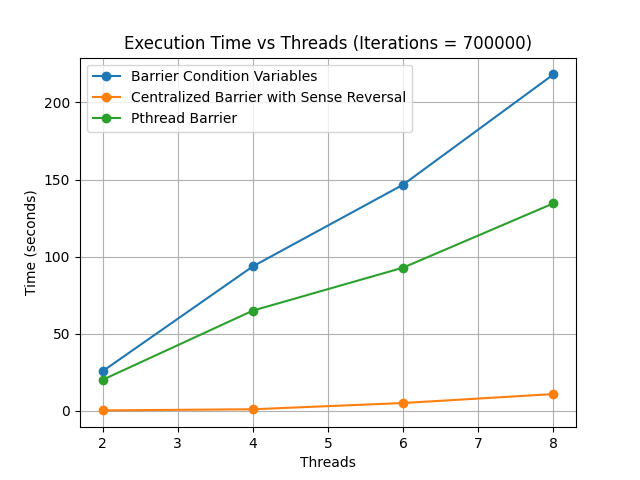 Execution Time vs Threads (Iterations = 700000)
Barrier Condition Variables
Centralized Barrier with Sense Reversal
Pthread Barrier
Time (seconds)
200
150
100
50
0
2
3
4
5
6
7
8
Threads